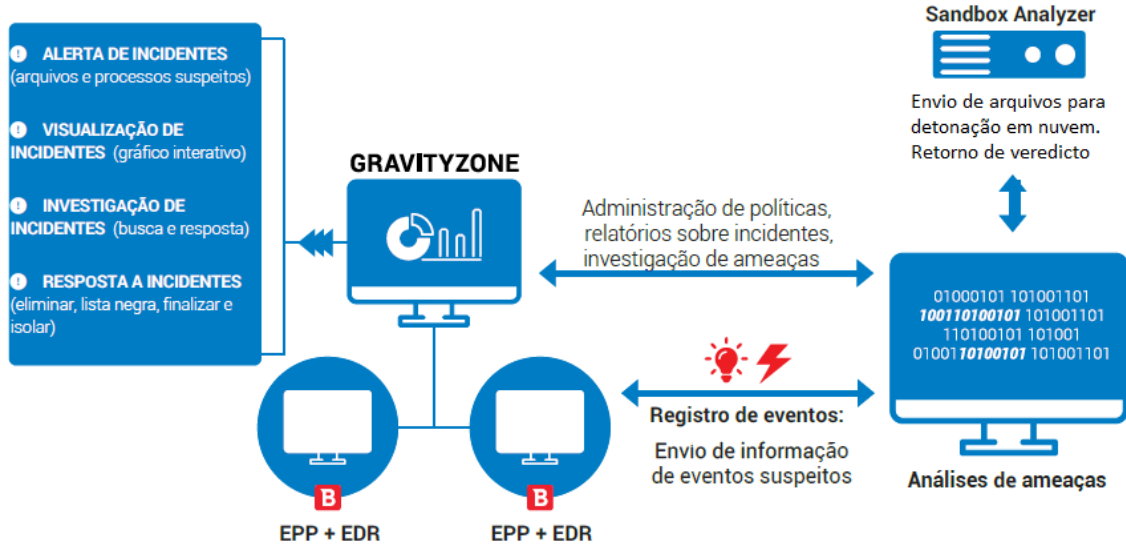 ALERTA DE INCIDENTES
(arquivos e processos suspeitos)
VISUALIZAÇÃO DE
INCIDENTES (gráfico interativo)
INVESTIGAÇÃO DE
INCIDENTES (busca e resposta)
RESPOSTA A INCIDENTES
(eliminar, lista negra, finalizar e
isolar)
GRAVITYZONE
B
EPP + EDR
B
EPP + EDR
Administração de políticas,
relatórios sobre incidentes,
investigação de ameaças
Registro de eventos:
Envio de informação
de eventos suspeitos
Sandbox Analyzer
Envio de arquivos para
detonação em nuvem.
Retorno de veredicto
01000101 101001101
100110100101 101001101
110100101 101001
0100110100101 101001101
Análises de ameaças